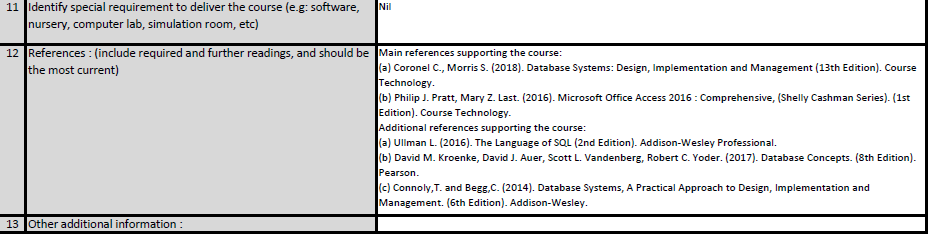 11 Identify special requirement to deliver the course (e.g: software, nursery, computer lab, simulation room, etc)
Nil
12 References : (include required and further readings, and should be the most current)
Main references supporting the course:
(a) Coronel C., Morris S. (2018). Database Systems: Design, Implementation and Management (13th Edition). Course
Technology.
(b) Philip J. Pratt, Mary Z. Last. (2016). Microsoft Office Access 2016 : Comprehensive, (Shelly Cashman Series). (1st
Edition). Course Technology.
Additional references supporting the course:
(a) Ullman L. (2016). The Language of SQL (2nd Edition). Addison-Wesley Professional.
(b) David M. Kroenke, David J. Auer, Scott L. Vandenberg, Robert C. Yoder. (2017). Database Concepts. (8th Edition).
Pearson.
(c) Connoly,T. and Begg,C. (2014). Database Systems, A Practical Approach to Design, Implementation and
Management. (6th Edition). Addison-Wesley.
13 Other additional information :